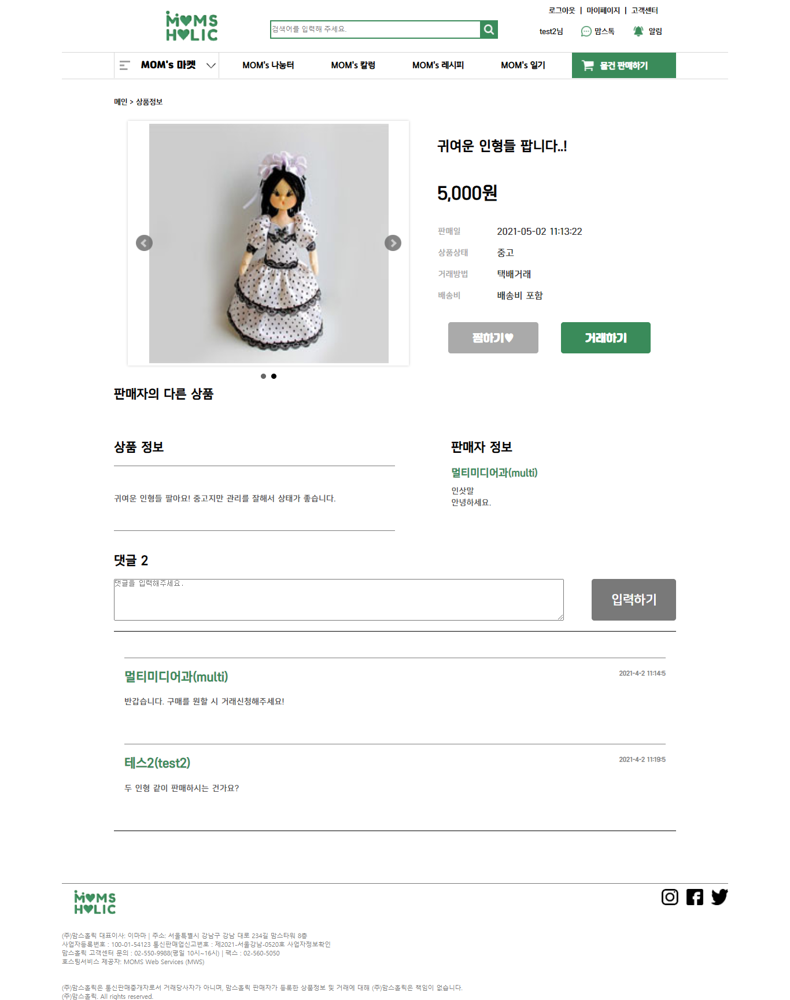 로그아웃 | 마이페이지 | 고객센터
MOMS
HOLIC
검색어를 입력해 주세요.
test2님
맘스톡
알림
MOM's 마켓
MOM's 나눔터
MOM's 칼럼
MOM's 레시피
MOM's 일기
물건 판매하기
메인 > 상품정보
귀여운 인형들 팝니다..!
5,000원
판매일 2021-05-02 11:13:22
상품상태 중고
거래방법 택배거래
배송비 배송비 포함
찜하기♥
거래하기
판매자의 다른 상품
상품 정보
귀여운 인형들 팔아요! 중고지만 관리를 잘해서 상태가 좋습니다.
판매자 정보
멀티미디어과(multi)
인삿말
안녕하세요.
댓글 2
댓글을 입력해주세요.
입력하기
멀티미디어과(multi)
2021-4-2 11:14:5
반갑습니다. 구매를 원할 시 거래신청해주세요!
테스2(test2)
2021-4-2 11:19:5
두 인형 같이 판매하시는 건가요?
MOMS
HOLIC
(주)맘스홀릭 대표이사: 이마마 | 주소: 서울특별시 강남구 강남 대로 234길 맘스타워 8층
사업자등록번호 : 100-01-54123 통신판매업신고번호 : 제2021-서울강남-0520호 사업자정보확인
맘스홀릭 고객센터 문의 : 02-550-9988(평일 10시~16시) | 팩스 : 02-560-5050
호스팅서비스 제공자: MOMS Web Services (MWS)
(주)맘스홀릭은 통신판매중개자로서 거래당사자가 아니며, 맘스홀릭 판매자가 등록한 상품정보 및 거래에 대해 (주)맘스홀릭은 책임이 없습니다.
(주)맘스홀릭. All rights reserved.